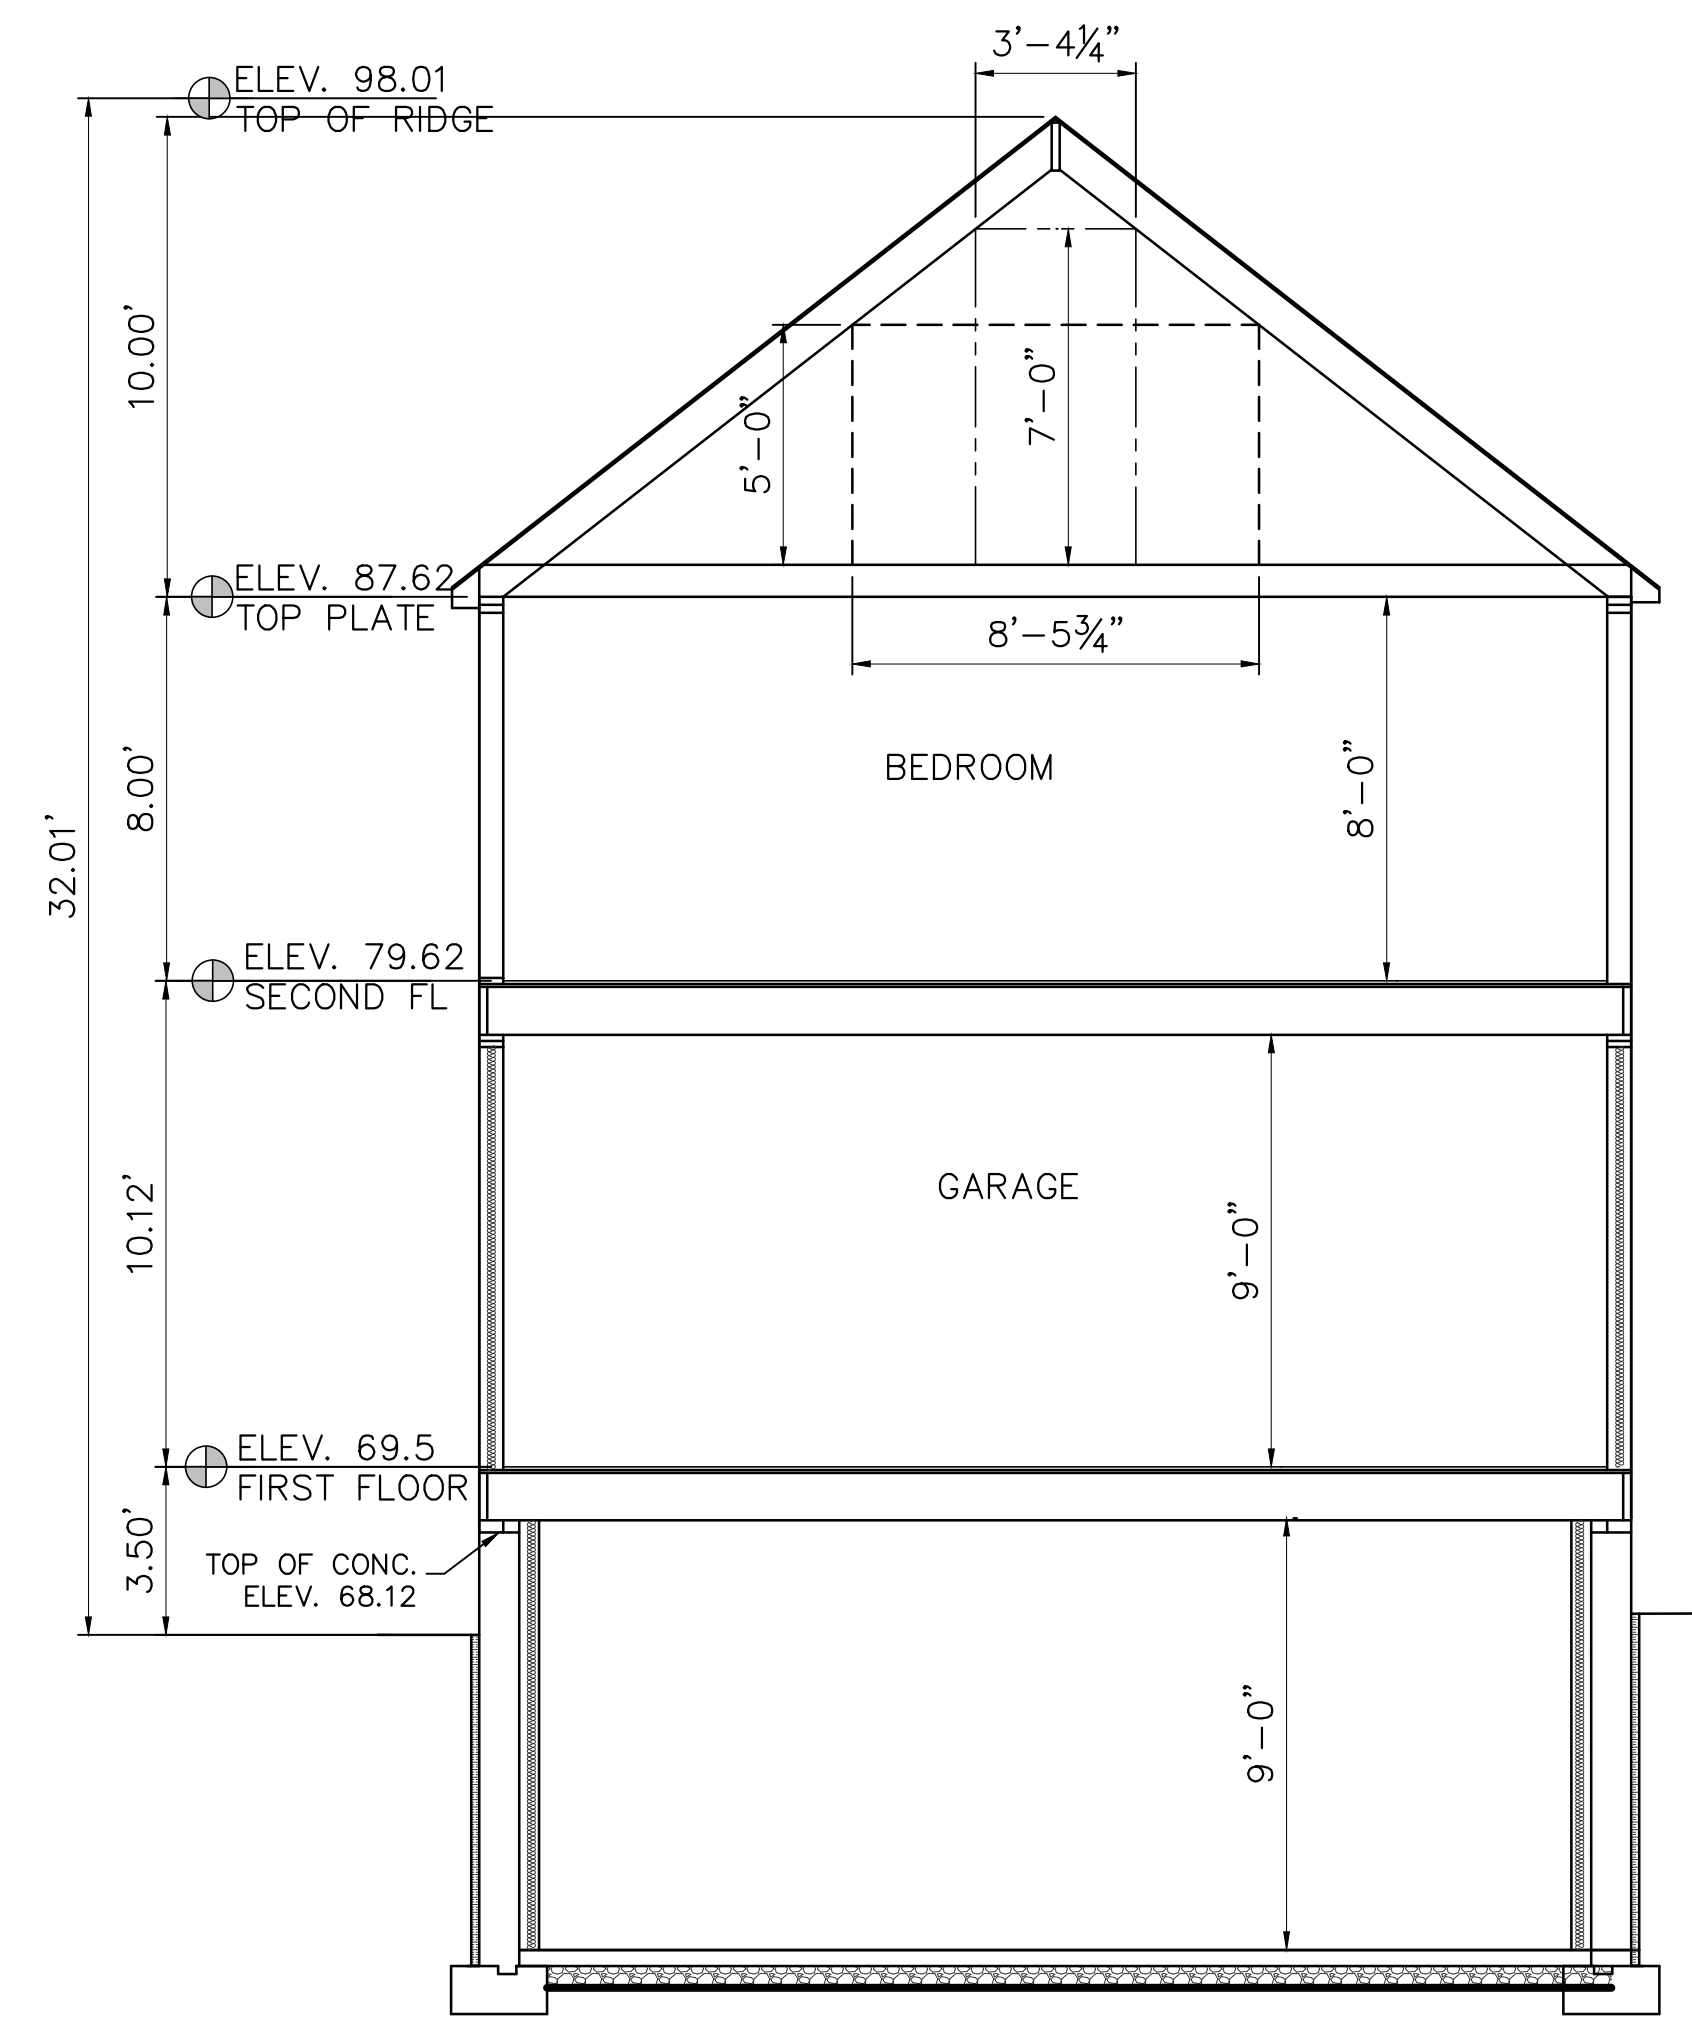 3'-4¼"
ELEV. 98.01
TOP OF RIDGE
10.00'
7'-0"
5'-0"
ELEV. 87.62
TOP PLATE
8'-5¾"
BEDROOM
8.00'
8'-0"
32.01'
ELEV. 79.62
SECOND FL
GARAGE
10.12'
9'-0"
ELEV. 69.5
FIRST FLOOR
3.50'
TOP OF CONC.
ELEV. 68.12
9'-0"